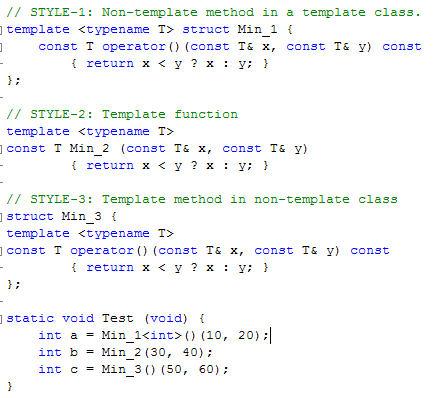 // STYLE-1: Non-template method in a template class.
template <typename T> struct Min_1 {
    const T operator()(const T& x, const T& y) const
        { return x < y ? x : y; }
};
// STYLE-2: Template function
template <typename T>
const T Min_2 (const T& x, const T& y)
        { return x < y ? x : y; }
// STYLE-3: Template method in non-template class
struct Min_3 {
template <typename T>
const T operator()(const T& x, const T& y) const
        { return x < y ? x : y; }
};
static void Test (void) {
    int a = Min_1<int>()(10, 20);
    int b = Min_2(30, 40);
    int c = Min_3()(50, 60);
}